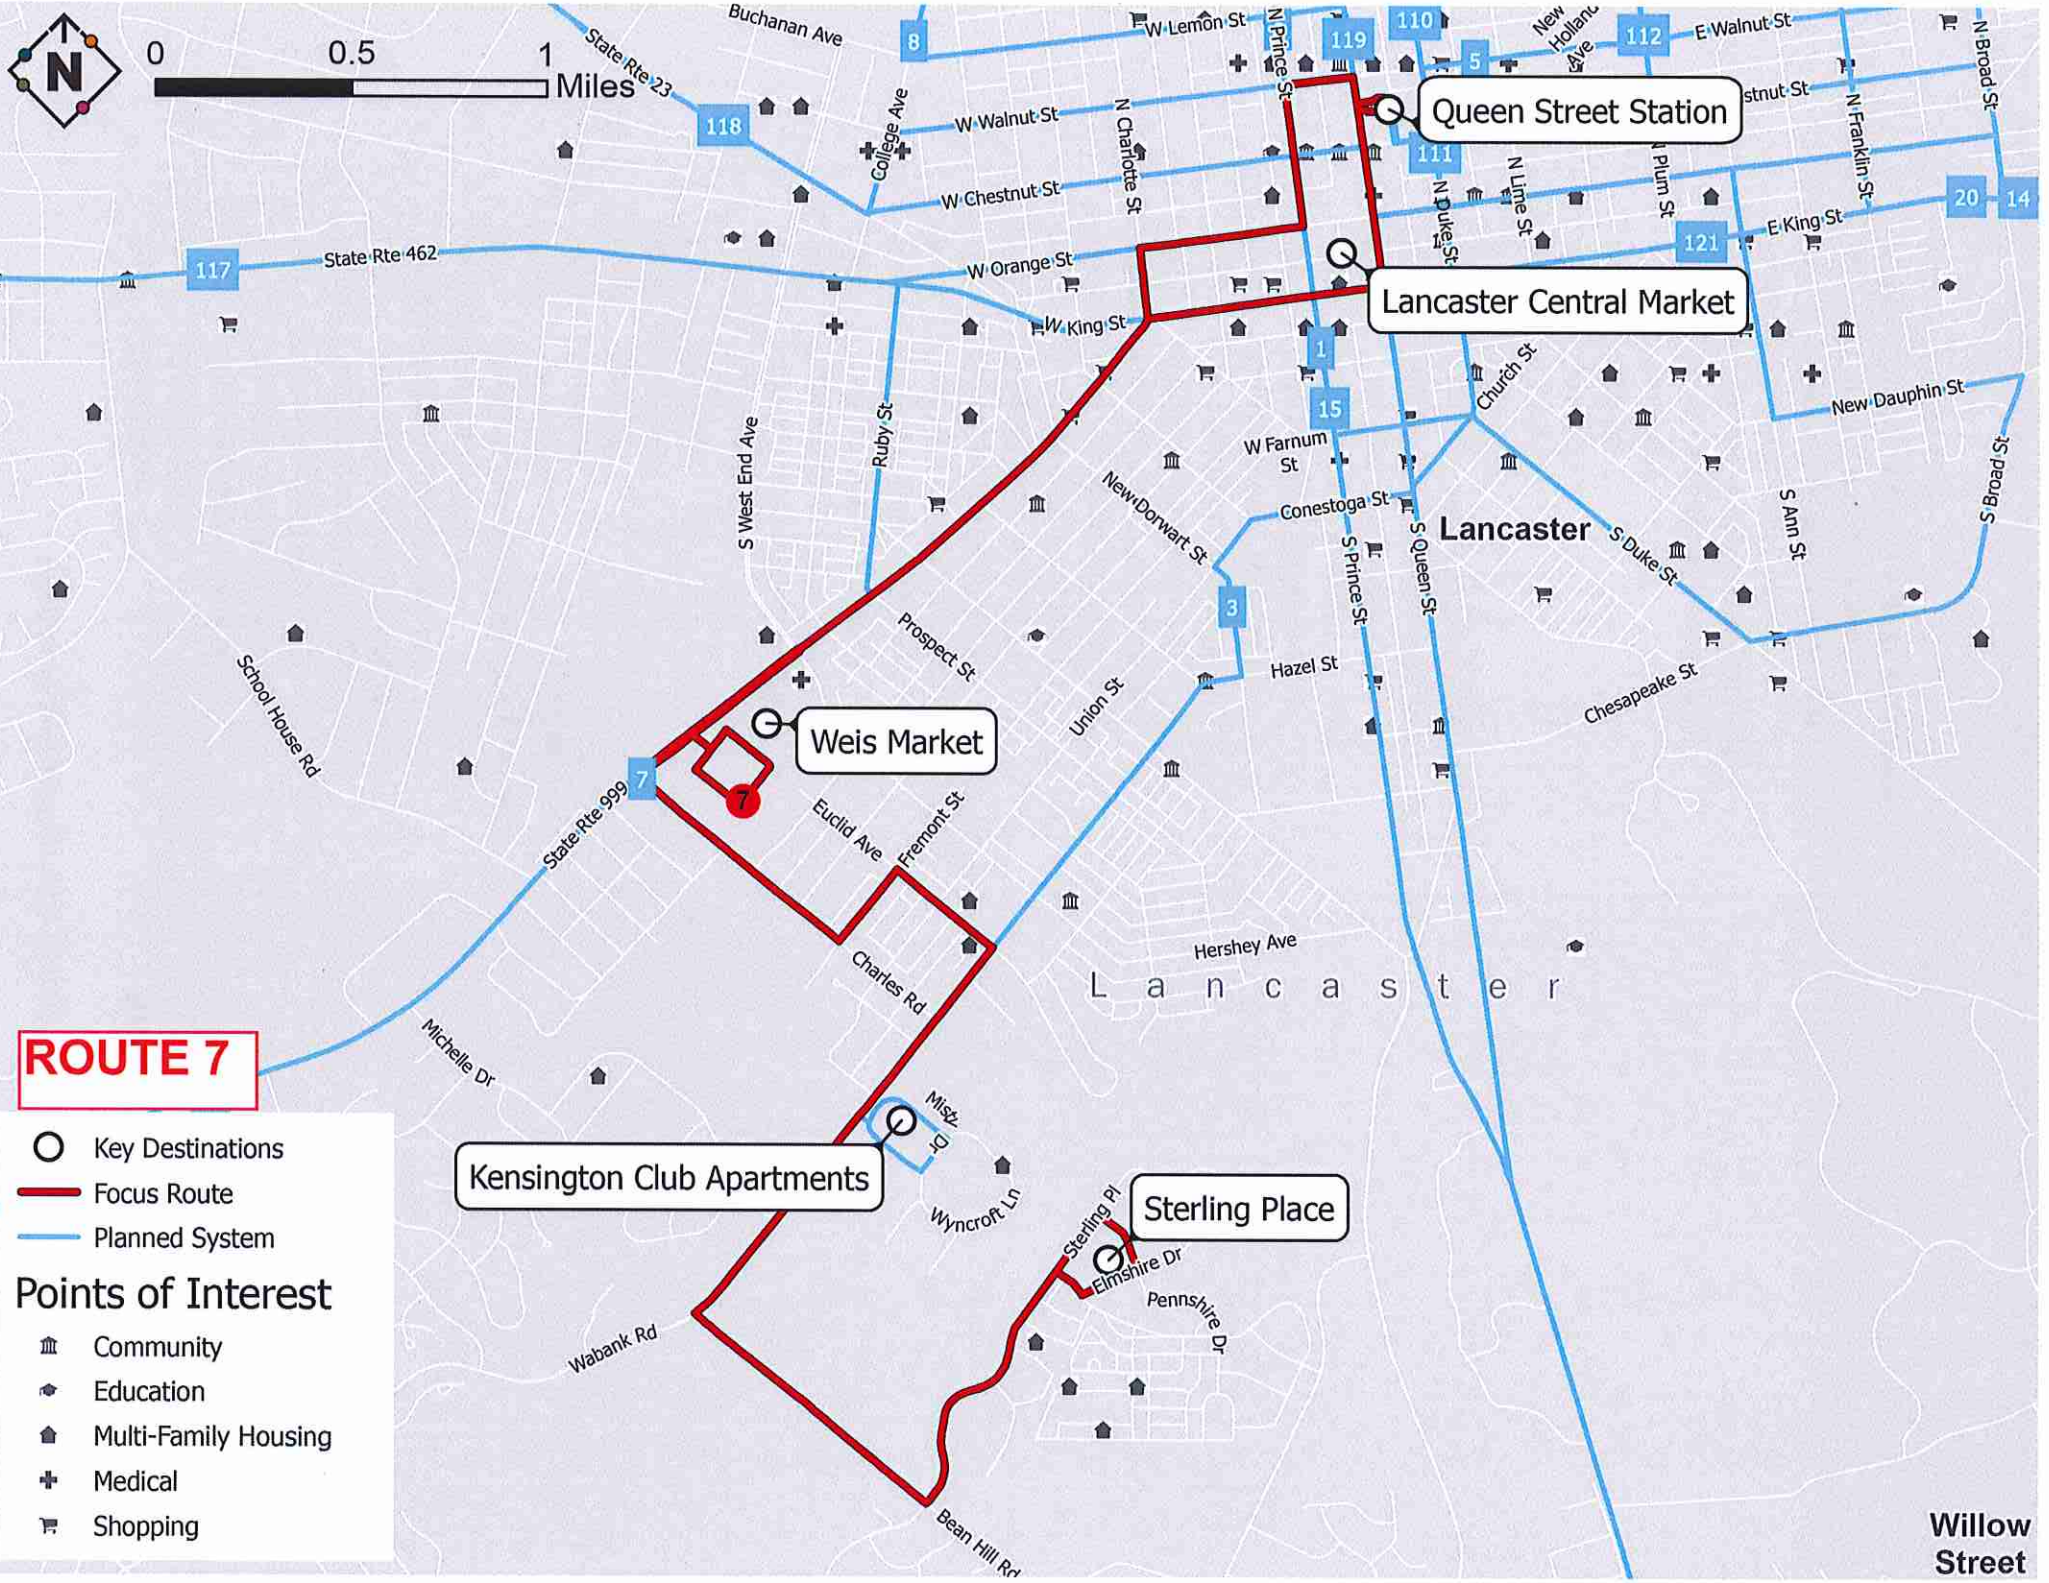 N
0 0.5 1
Miles
Buchanan Ave
State Rte 23
8
W Lemon St
N Prince St
119
110
New
Holland
Ave
5
112
E Walnut St
N Broad St
118
College Ave
W Walnut St
N Charlotte St
Queen Street Station
stnut St
N Franklin St
111
N Plum St
N Lime St
N Duke St
W Chestnut St
20
14
E King St
121
117
State Rte 462
W Orange St
Lancaster Central Market
W King St
1
15
Church St
New Dauphin St
S West End Ave
Ruby St
W Farnum
St
New Dorwart St
Conestoga St
S Broad St
S Ann St
Lancaster
S Duke St
S Prince St
S Queen St
3
Prospect St
Hazel St
School House Rd
Union St
Chesapeake St
Weis Market
7
7
State Rte 999
Euclid Ave
Fremont St
Charles Rd
Hershey Ave
Lancaster
ROUTE 7
Michelle Dr
Misty
Dr
Kensington Club Apartments
Wyncroft Ln
Sterling Pl
Sterling Place
Elmshire Dr
Pennshire Dr
Wabank Rd
Bean Hill Rd
Key Destinations
Focus Route
Planned System
Points of Interest
Community
Education
Multi-Family Housing
Medical
Shopping
Willow
Street